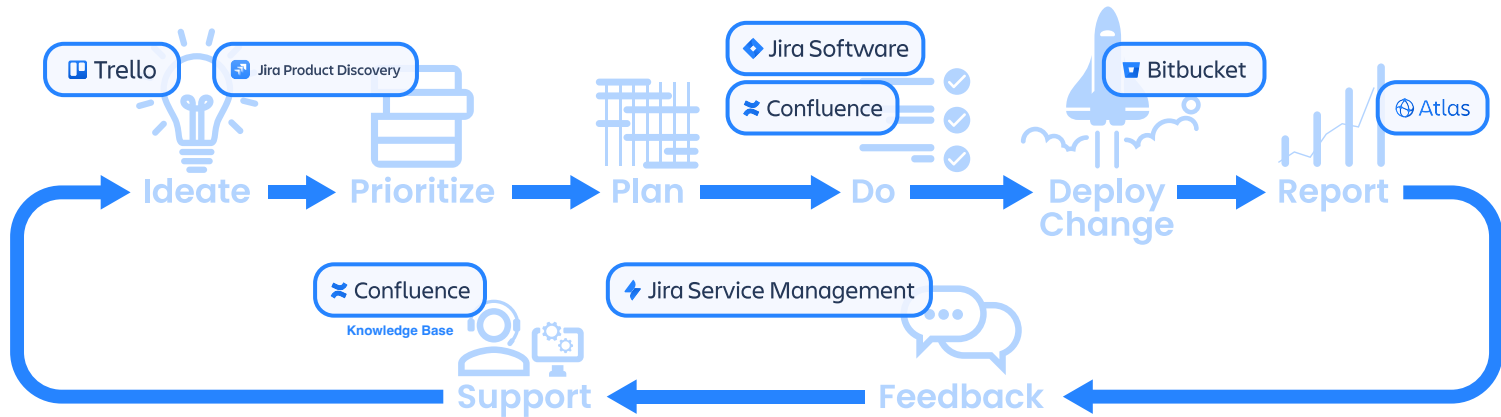 Trello
Jira Product Discovery
Jira Software
Confluence
Bitbucket
Atlas
Ideate
Prioritize
Plan
Do
Deploy
Change
Report
Confluence
Knowledge Base
Jira Service Management
Support
Feedback